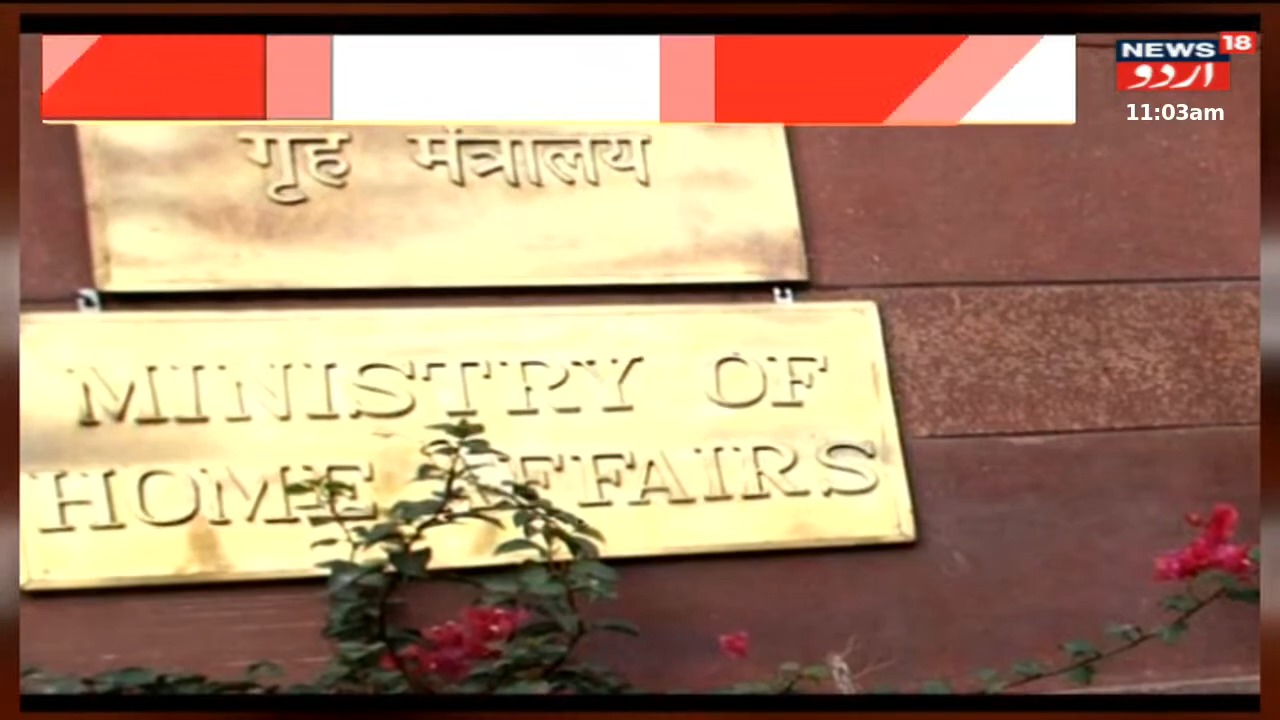 NEWS 18
اردو
11:03am
गृह मंत्रालय
MINISTRY OF
HOME AFFAIRS